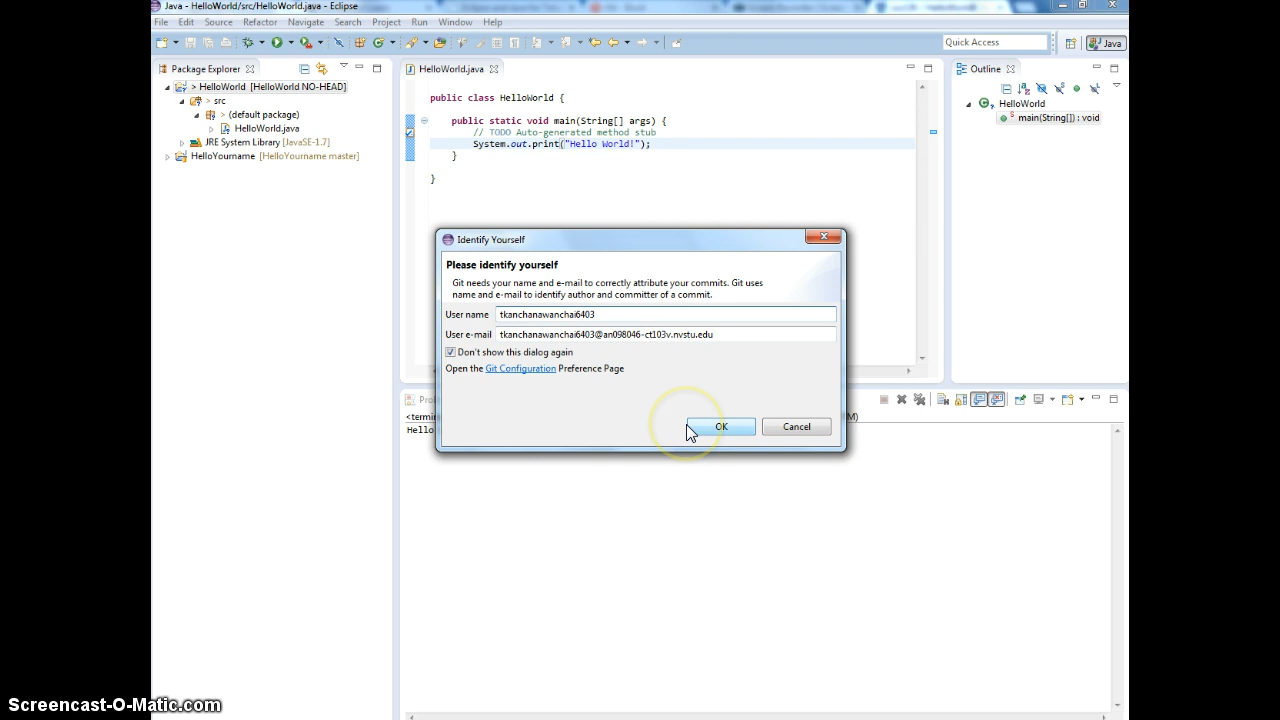 Java - HelloWorld/src/HelloWorld.java - Eclipse
File Edit Source Refactor Navigate Search Project Run Window Help
Quick Access
Java
Package Explorer
> HelloWorld [HelloWorld NO-HEAD]
> src
> (default package)
HelloWorld.java
JRE System Library [JavaSE-1.7]
HelloYourname [HelloYourname master]
HelloWorld.java
public class HelloWorld {
public static void main(String[] args) {
// TODO Auto-generated method stub
System.out.print("Hello World!");
}
}
Outline
HelloWorld
main(String[]) : void
Identify Yourself
Please identify yourself
Git needs your name and e-mail to correctly attribute your commits. Git uses
name and e-mail to identify author and committer of a commit.
User name tkanchanawanchai6403
User e-mail tkanchanawanchai6403@an098046-ct103v.nvstu.edu
Don't show this dialog again
Open the Git Configuration Preference Page
OK Cancel
<termin
M)
Hello
Screencast-O-Matic.com